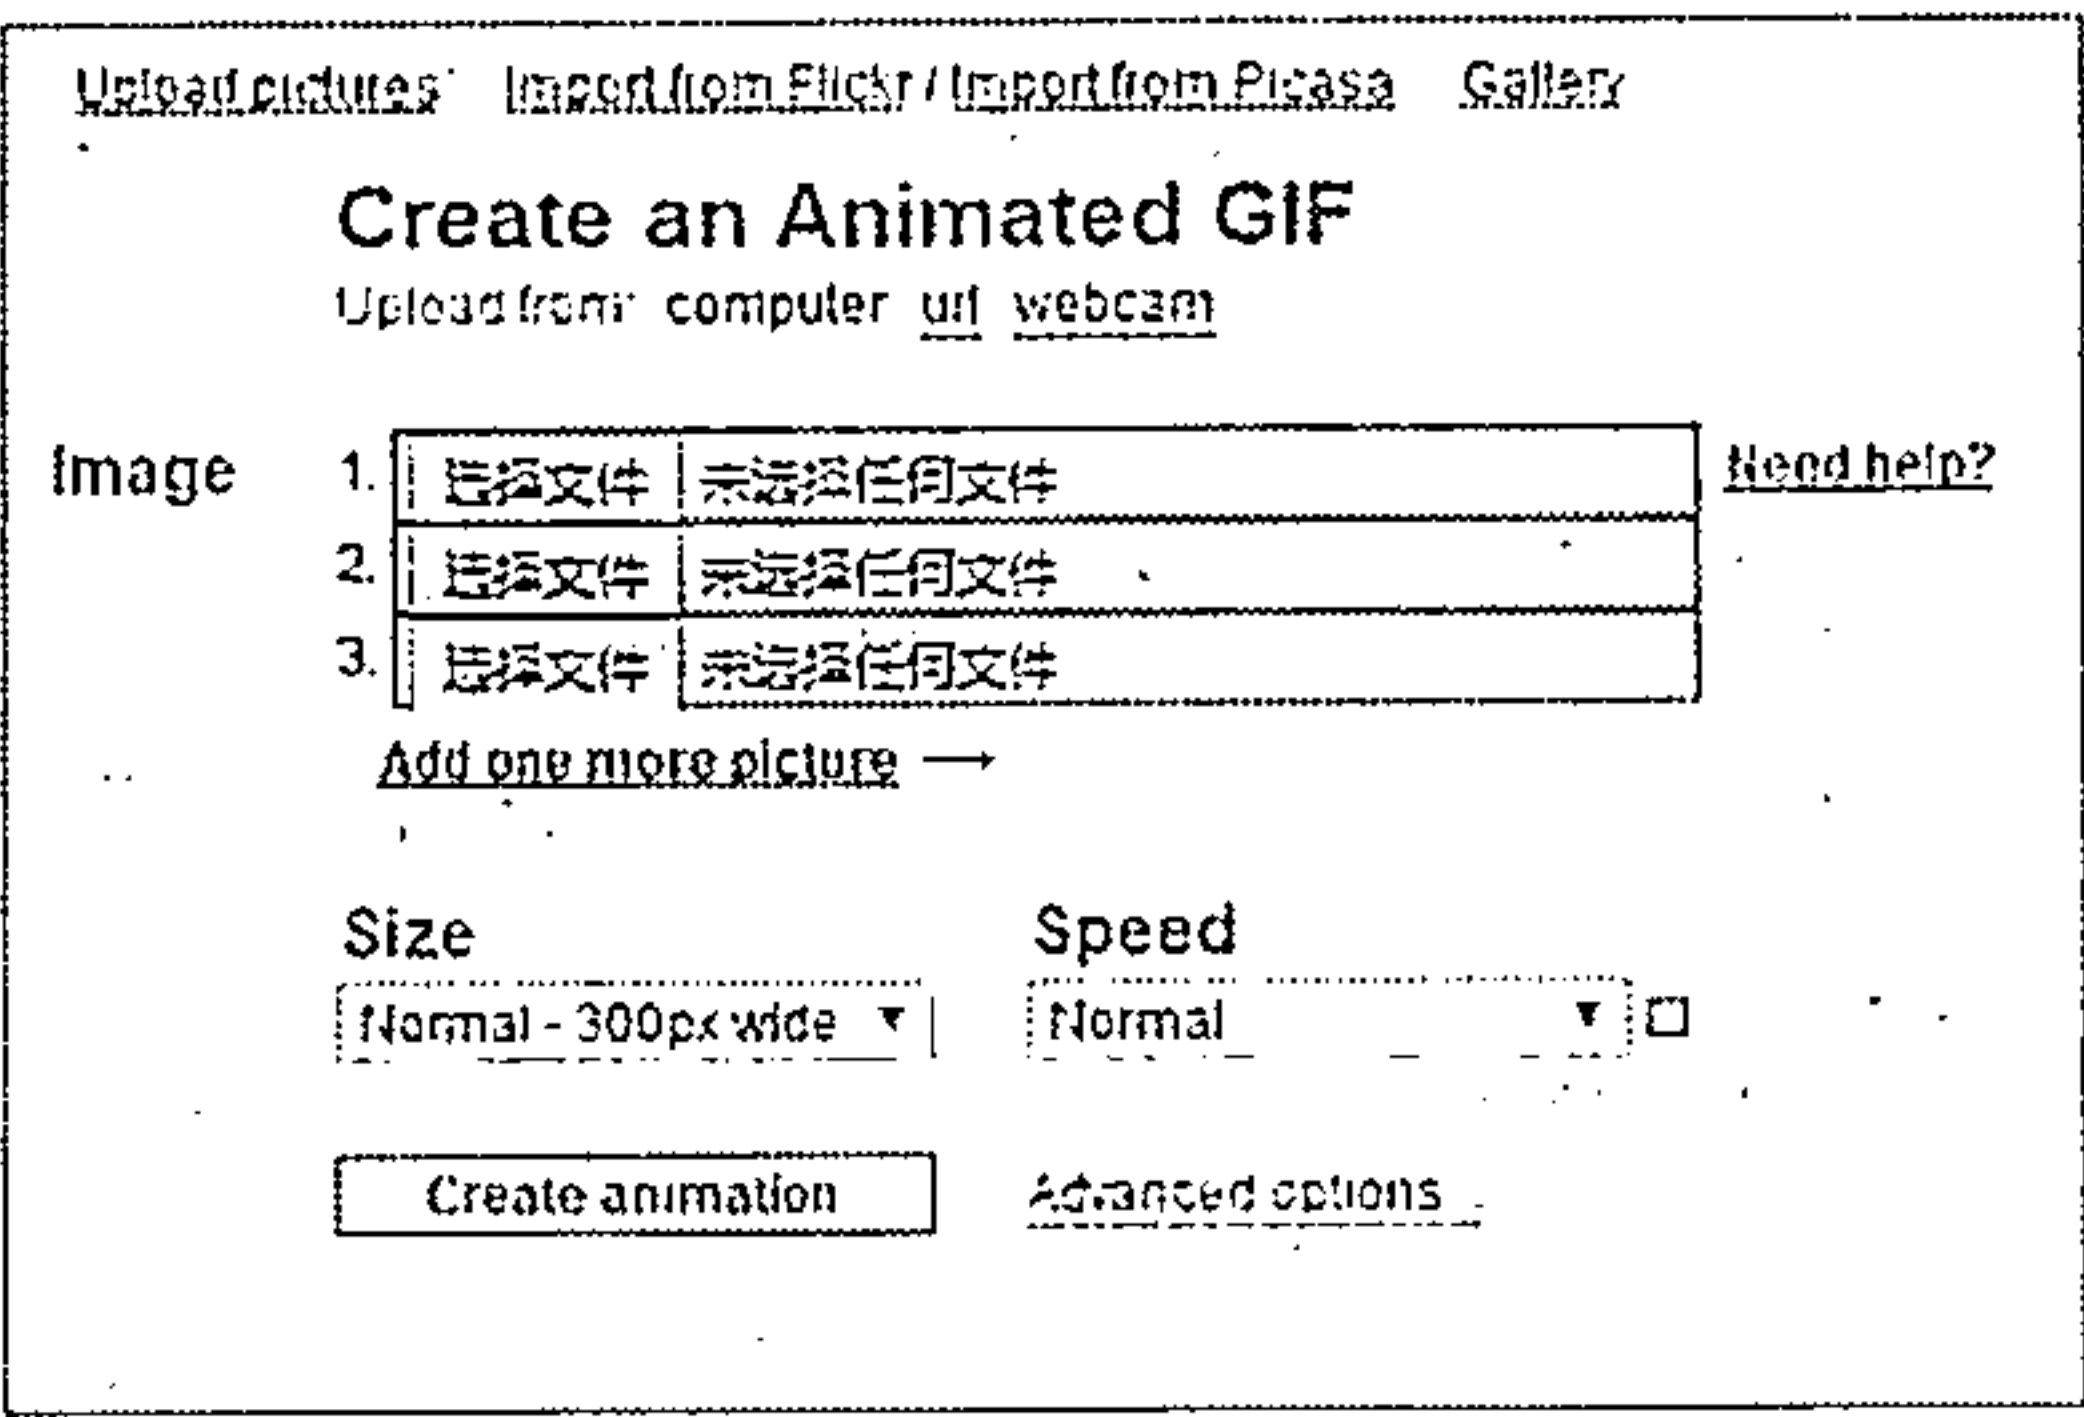 Upload pictures Import from Flickr / Import from Picasa Gallery
Create an Animated GIF
Upload from: computer url webcam
Image 1. 选择文件 未选择任何文件 Need help?
2. 选择文件 未选择任何文件
3. 选择文件 未选择任何文件
Add one more picture →
Size Speed
Normal - 300px wide ▼ Normal ▼
Create animation Advanced options